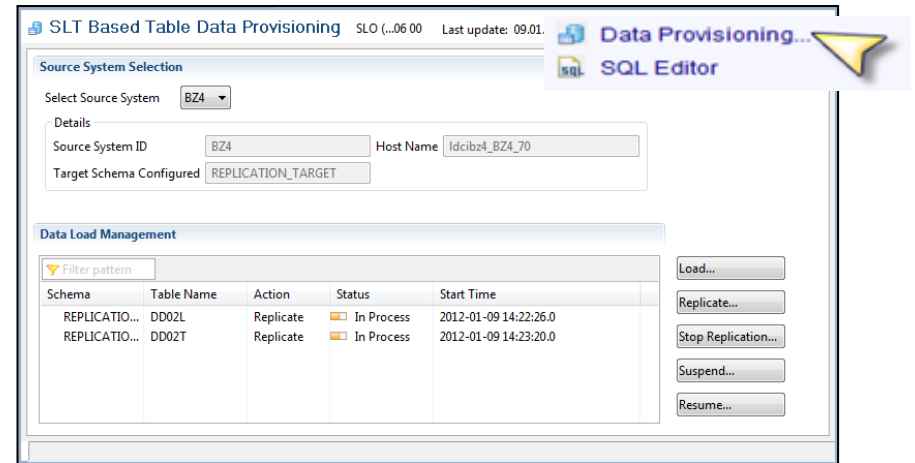 SLT Based Table Data Provisioning SLO (...06 00 Last update: 09.01.
Data Provisioning...
SQL Editor
Source System Selection
Select Source System BZ4
Details
Source System ID BZ4 Host Name ldcibz4_BZ4_70
Target Schema Configured REPLICATION_TARGET
Data Load Management
Filter pattern
Load...
Schema Table Name Action Status Start Time
Replicate...
REPLICATIO... DD02L Replicate In Process 2012-01-09 14:22:26.0
REPLICATIO... DD02T Replicate In Process 2012-01-09 14:23:20.0
Stop Replication...
Suspend...
Resume...